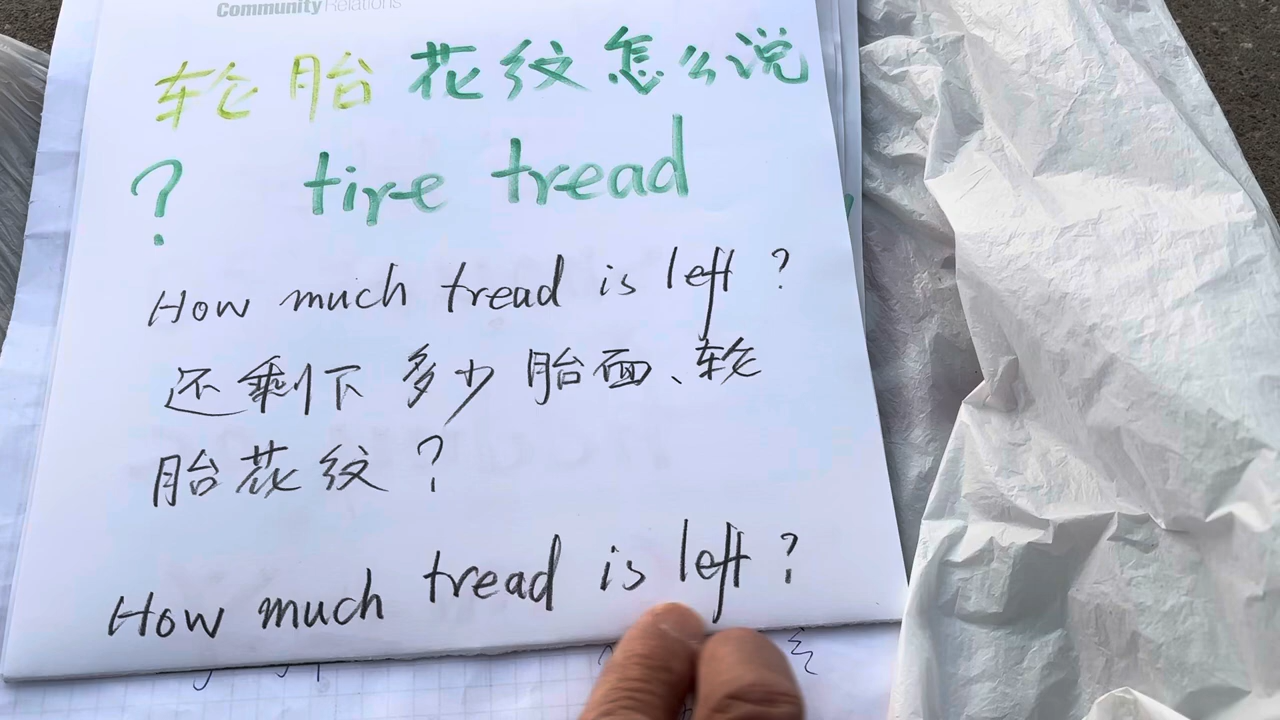 Community Relations
轮胎花纹怎么说
? tire tread
How much tread is left ?
还剩下多少胎面、轮
胎花纹?
How much tread is left ?